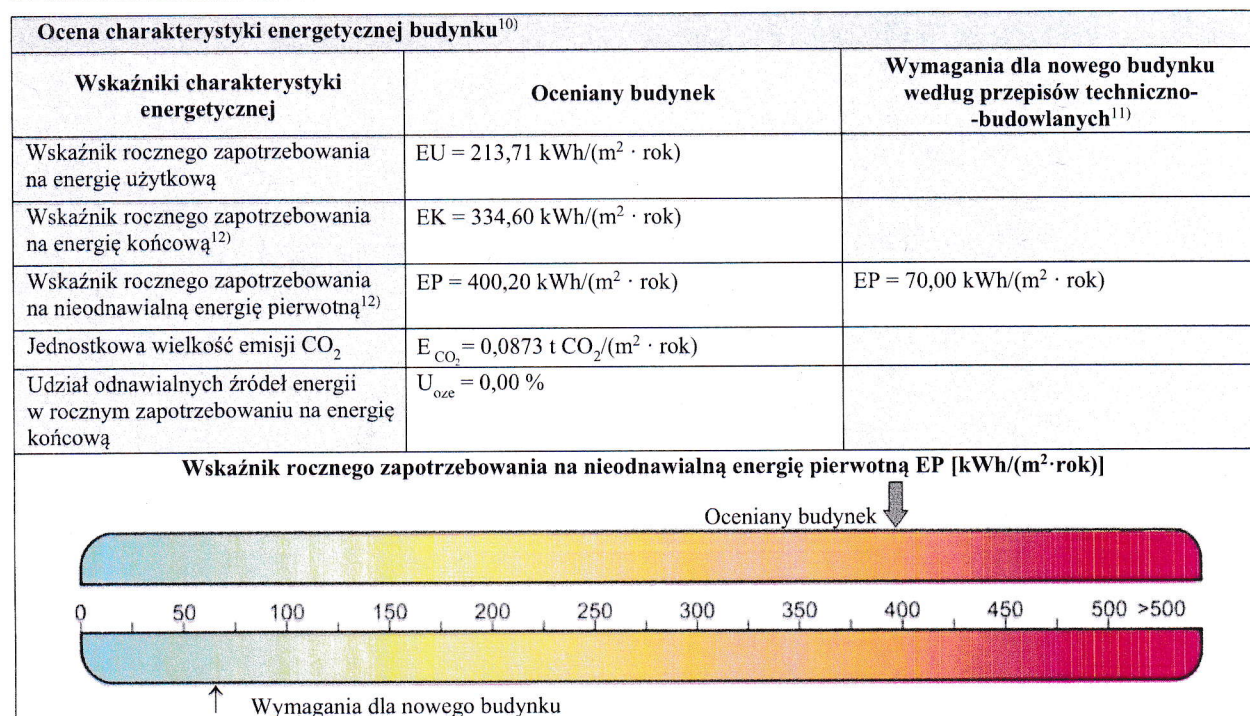 Ocena charakterystyki energetycznej budynku10)
Wskaźniki charakterystyki
energetycznej
Oceniany budynek
Wymagania dla nowego budynku
według przepisów techniczno-
-budowlanych11)
Wskaźnik rocznego zapotrzebowania
na energię użytkową
EU = 213,71 kWh/(m² · rok)
Wskaźnik rocznego zapotrzebowania
na energię końcową12)
EK = 334,60 kWh/(m² · rok)
Wskaźnik rocznego zapotrzebowania
na nieodnawialną energię pierwotną12)
EP = 400,20 kWh/(m² · rok)
EP = 70,00 kWh/(m² · rok)
Jednostkowa wielkość emisji CO₂
E CO₂ = 0,0873 t CO₂/(m² · rok)
Udział odnawialnych źródeł energii
w rocznym zapotrzebowaniu na energię
końcową
Uoze = 0,00 %
Wskaźnik rocznego zapotrzebowania na nieodnawialną energię pierwotną EP [kWh/(m²·rok)]
Oceniany budynek
0 50 100 150 200 250 300 350 400 450 500 >500
Wymagania dla nowego budynku